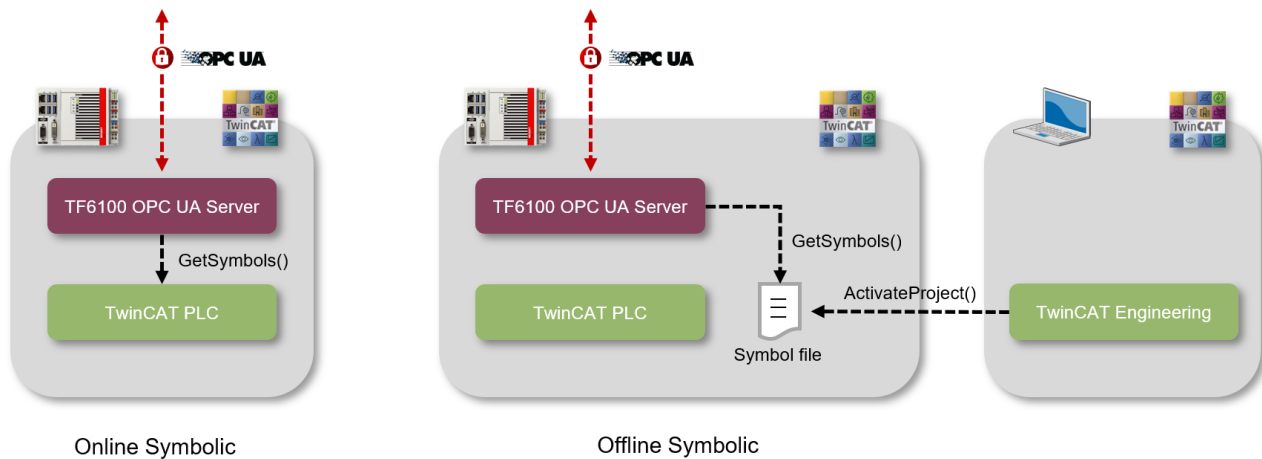 OPC UA
OPC UA
TwinCAT
TwinCAT
TwinCAT
TF6100 OPC UA Server
TF6100 OPC UA Server
GetSymbols()
GetSymbols()
TwinCAT PLC
TwinCAT PLC
ActivateProject()
TwinCAT Engineering
Symbol file
Online Symbolic
Offline Symbolic